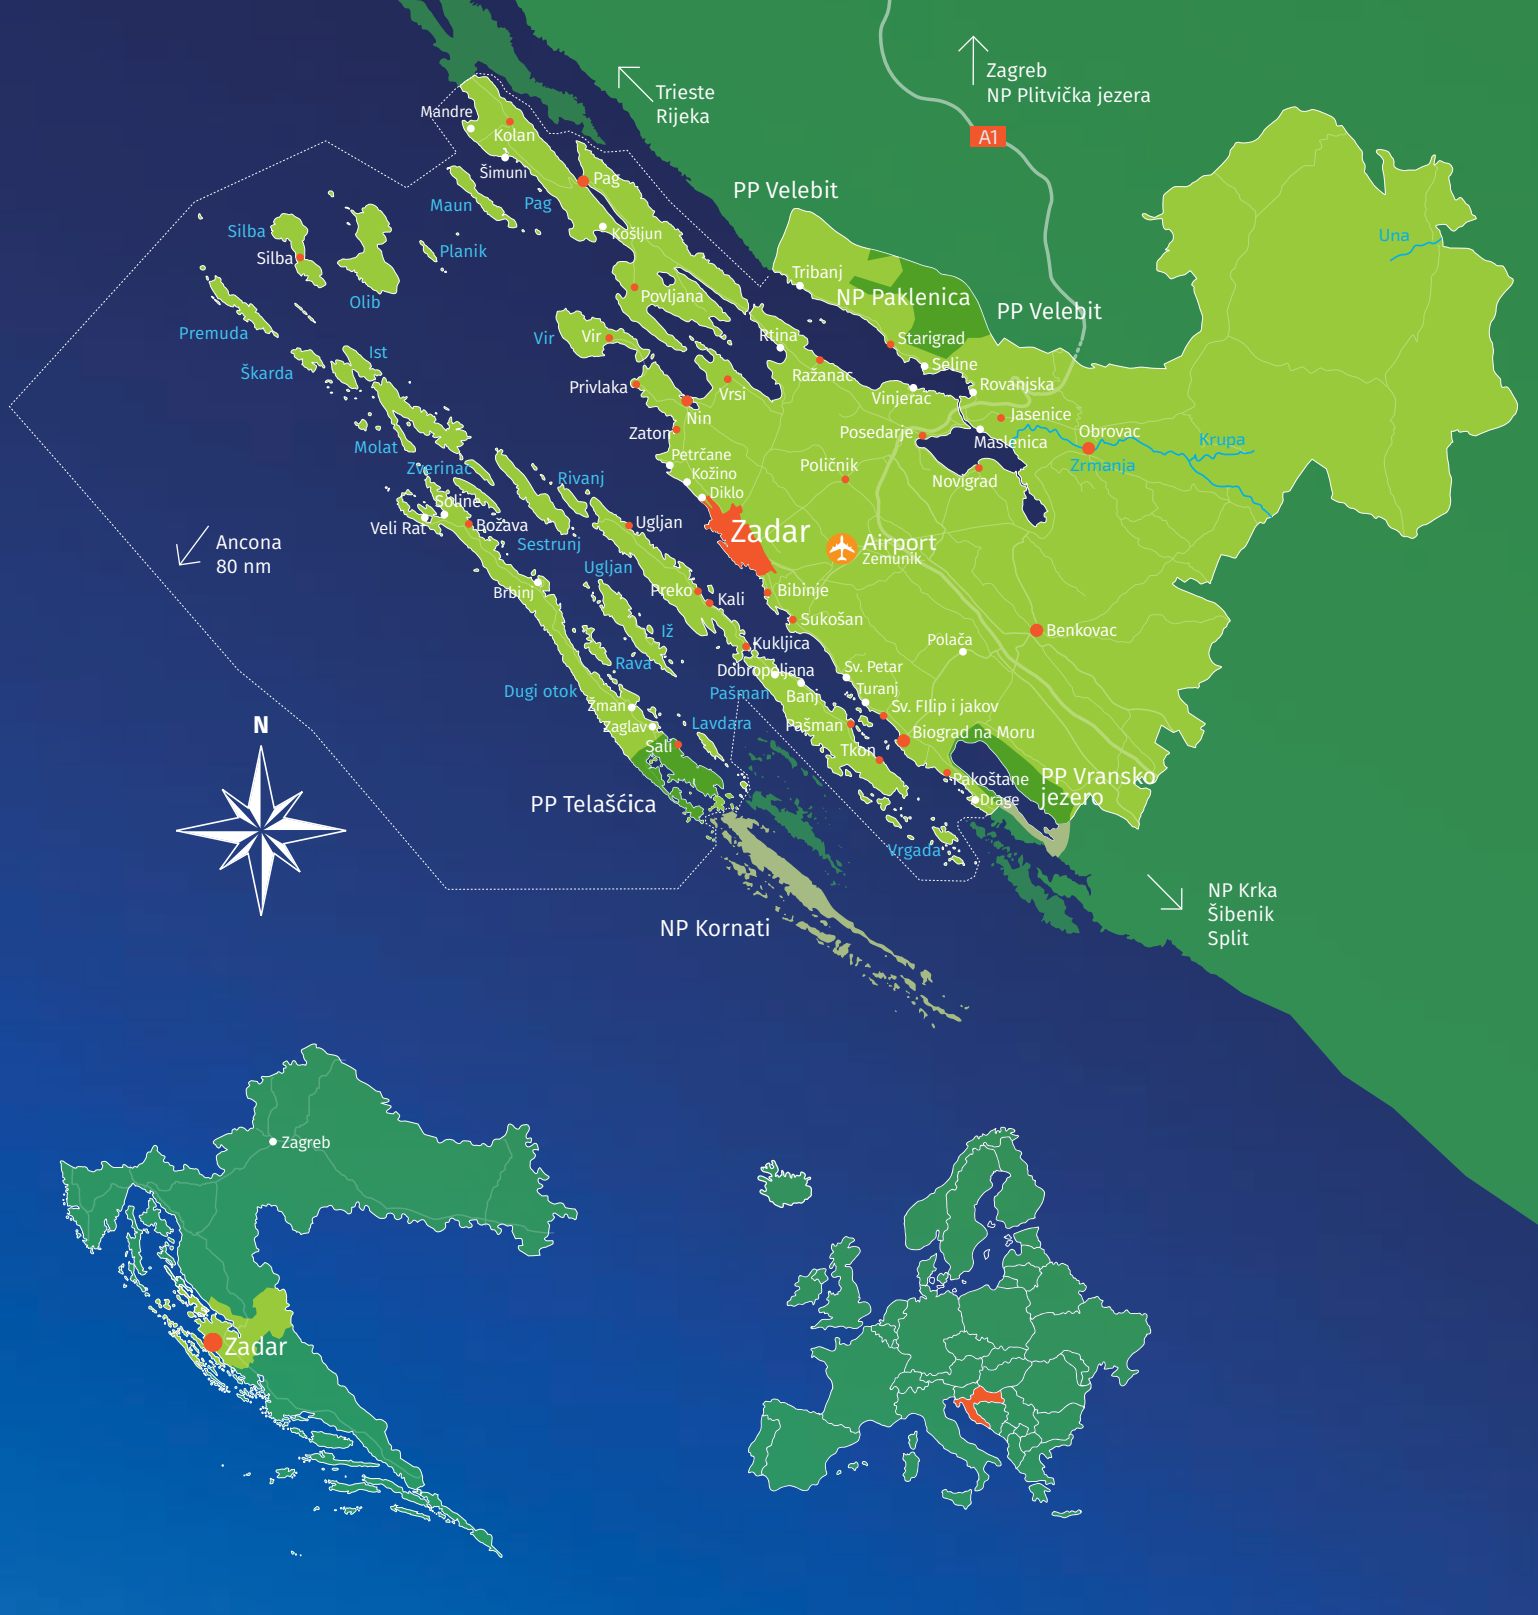 Zagreb
NP Plitvička jezera
Trieste
Rijeka
A1
Mandre
Kolan
Šimuni
Pag
Maun
Pag
PP Velebit
Košljun
Silba
Silba
Planik
Una
Tribanj
NP Paklenica
PP Velebit
Olib
Povljana
Premuda
Vir
Vir
Rtina
Starigrad
Ist
Škarda
Seline
Ražanac
Rovanjska
Privlaka
Vrsi
Vinjerac
Nin
Jasenice
Zaton
Posedarje
Obrovac
Maslenica
Krupa
Molat
Petrčane
Zverinac
Poličnik
Zrmanja
Kožino
Rivanj
Novigrad
Diklo
Soline
Veli Rat
Božava
Ugljan
Zadar
Sestrunj
Airport
Zemunik
Ancona
80 nm
Ugljan
Brbinj
Preko
Kali
Bibinje
Sukošan
Iž
Benkovac
Kukljica
Polača
Rava
Dobropoljana
Sv. Petar
Dugi otok
Pašman
Banj
Turanj
Žman
Sv. FIlip i jakov
Zaglav
Lavdara
Pašman
Biograd na Moru
Sali
Tkon
N
Pakoštane
PP Vransko
jezero
Drage
PP Telašćica
Vrgada
NP Kornati
NP Krka
Šibenik
Split
Zagreb
Zadar